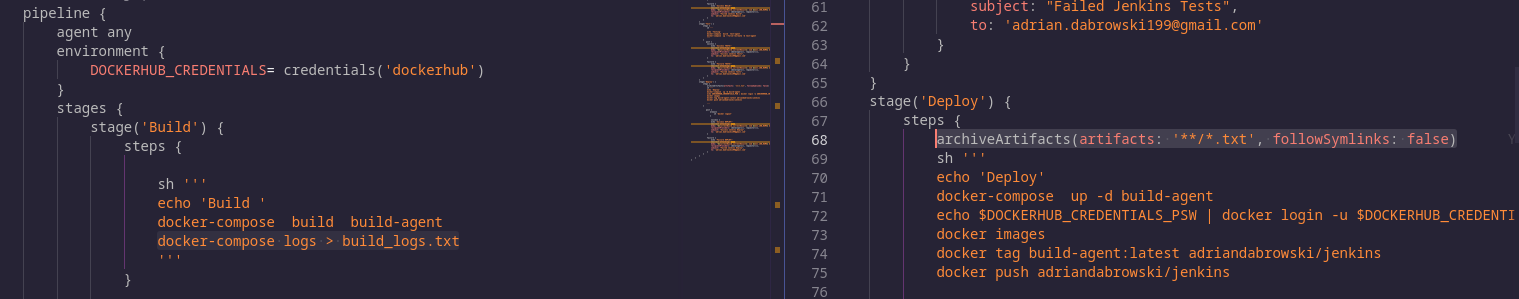 pipeline {
agent any
environment {
DOCKERHUB_CREDENTIALS= credentials('dockerhub')
}
stages {
stage('Build') {
steps {
sh '''
echo 'Build '
docker-compose  build  build-agent
docker-compose logs > build_logs.txt
'''
}
61 subject: "Failed Jenkins Tests",
62 to: 'adrian.dabrowski199@gmail.com'
63 }
64 }
65 }
66 stage('Deploy') {
67 steps {
68 archiveArtifacts(artifacts: '**/*.txt', followSymlinks: false)
69 sh '''
70 echo 'Deploy'
71 docker-compose  up -d build-agent
72 echo $DOCKERHUB_CREDENTIALS_PSW | docker login -u $DOCKERHUB_CREDENTI
73 docker images
74 docker tag build-agent:latest adriandabrowski/jenkins
75 docker push adriandabrowski/jenkins
76